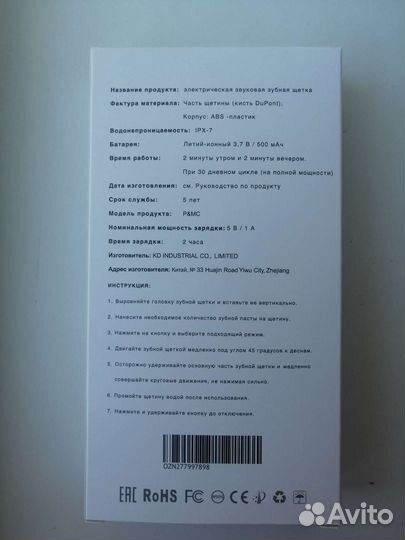 Название продукта: электрическая звуковая зубная щетка
Фактура материала: Часть щетины (кисть DuPont);
Корпус: ABS -пластик
Водонепроницаемость: IPX-7
Батарея: Литий-ионный 3,7 В / 500 мАч
Время работы: 2 минуты утром и 2 минуты вечером.
При 30 дневном цикле (на полной мощности)
Дата изготовления: см. Руководство по продукту
Срок службы: 5 лет
Модель продукта: P&MC
Номинальная мощность зарядки: 5 В / 1 А
Время зарядки: 2 часа
Изготовитель: KD INDUSTRIAL CO., LIMITED
Адрес изготовителя: Китай, № 33 Huajin Road Yiwu City, Zhejiang
ИНСТРУКЦИЯ:
1. Выровняйте головку зубной щетки и вставьте ее вертикально.
2. Нанесите необходимое количество зубной пасты на щетину.
3. Нажмите на кнопку и выберите подходящий режим.
4. Двигайте зубной щеткой медленно под углом 45 градусов к деснам.
5. Осторожно удерживайте основную часть зубной щетки и медленно
совершайте круговые движения, не нажимая сильно.
6. Промойте щетину водой после использования.
7. Нажмите и удерживайте кнопку до отключения.
OZN277997898
EAC RoHS FC CE
Avito